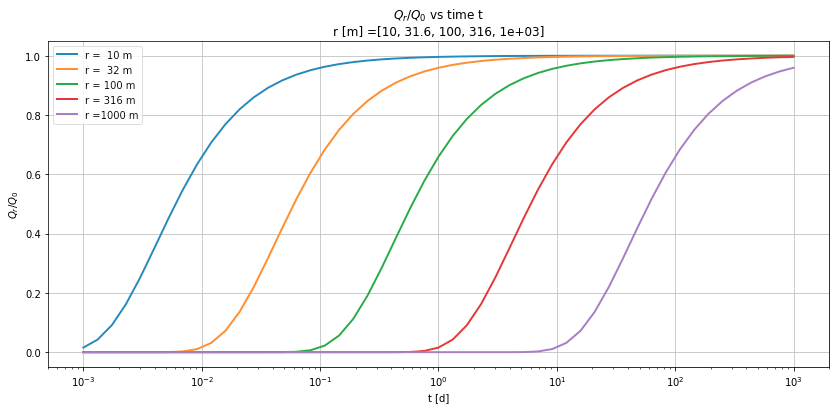 Q_r/Q_0 vs time t
r [m] =[10, 31.6, 100, 316, 1e+03]
r =  10 m
r =  32 m
r = 100 m
r = 316 m
r =1000 m
Q_r/Q_0
1.0
0.8
0.6
0.4
0.2
0.0
10^−3
10^−2
10^−1
10^0
10^1
10^2
10^3
t [d]